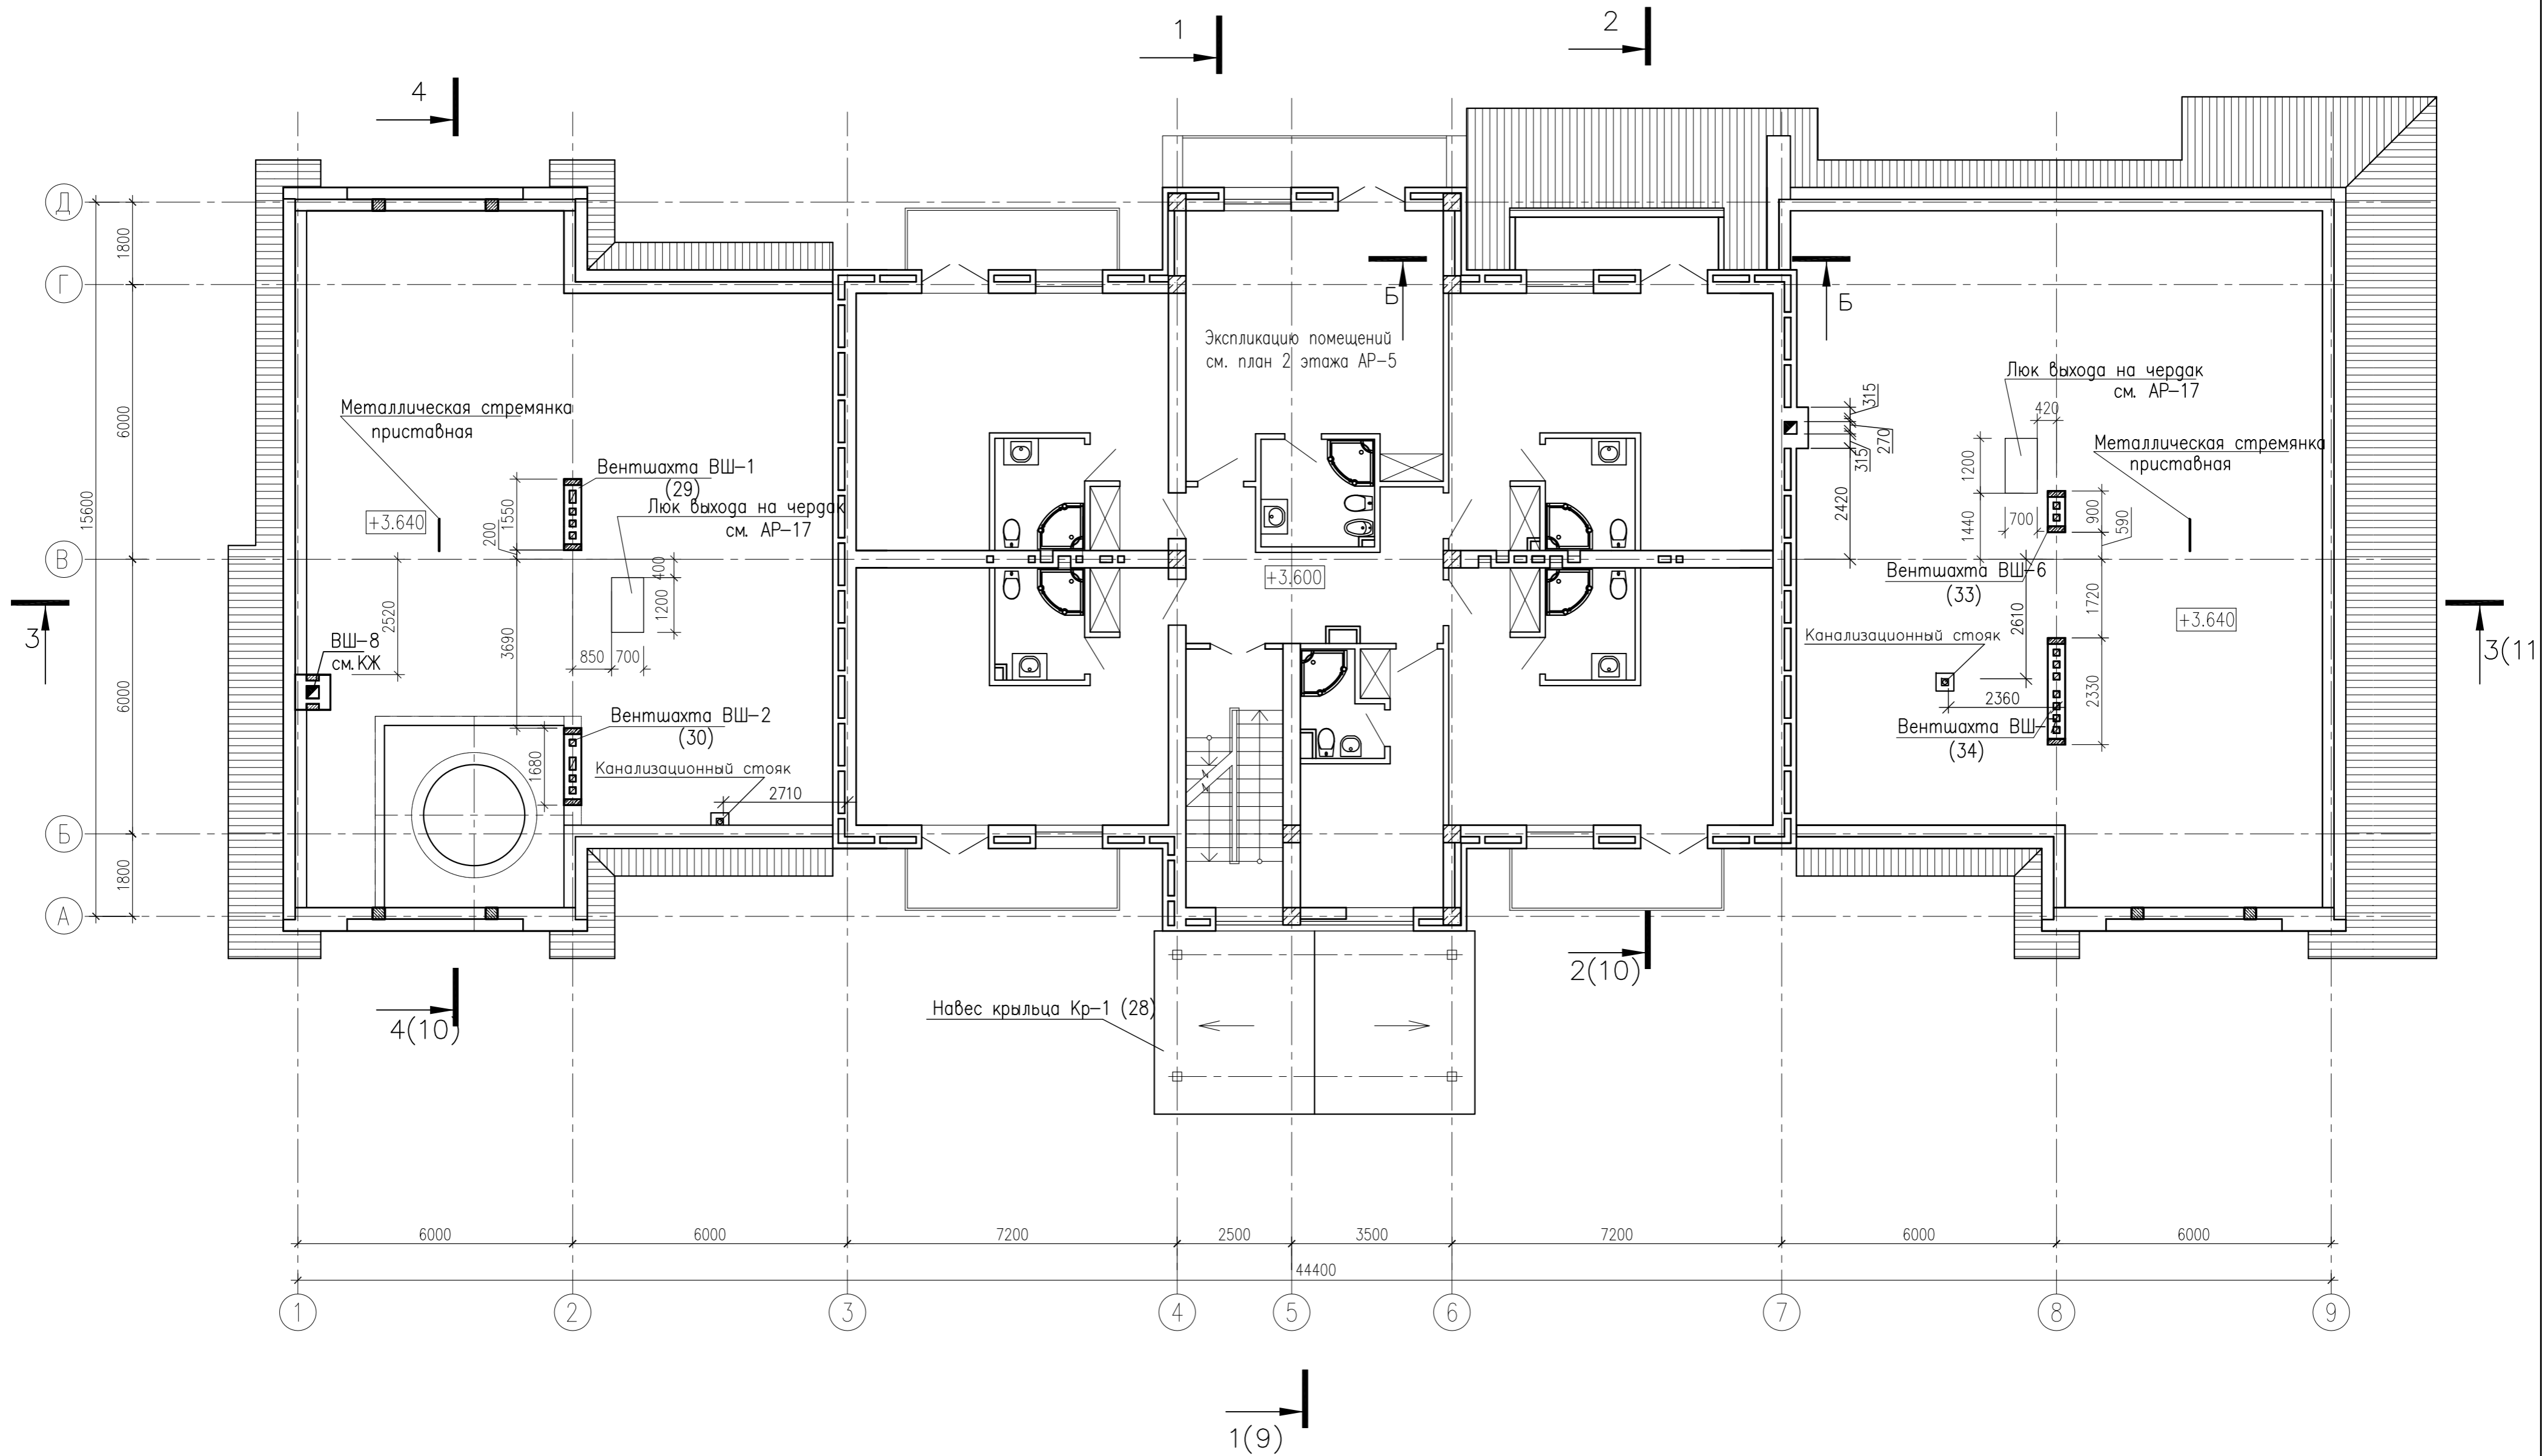 1
2
4
Д
Г
В
Б
А
1800
6000
6000
1800
15600
Б
Б
Экспликацию помещений
см. план 2 этажа АР-5
Металлическая стремянка
приставная
+3.640
Вентшахта ВШ-1
(29)
Люк выхода на чердак
см. АР-17
1550
200
400
1200
3690
850
700
2520
ВШ-8
см.КЖ
Вентшахта ВШ-2
(30)
1680
Канализационный стояк
2710
+3.600
315
270
315
2420
Люк выхода на чердак
см. АР-17
420
1200
700
1440
Металлическая стремянка
приставная
900
590
Вентшахта ВШ-6
(33)
1720
2610
+3.640
Канализационный стояк
2360
2330
Вентшахта ВШ-
(34)
3
3(11
4(10)
2(10)
Навес крыльца Кр-1 (28)
6000
6000
7200
2500
3500
7200
6000
6000
44400
1
2
3
4
5
6
7
8
9
1(9)